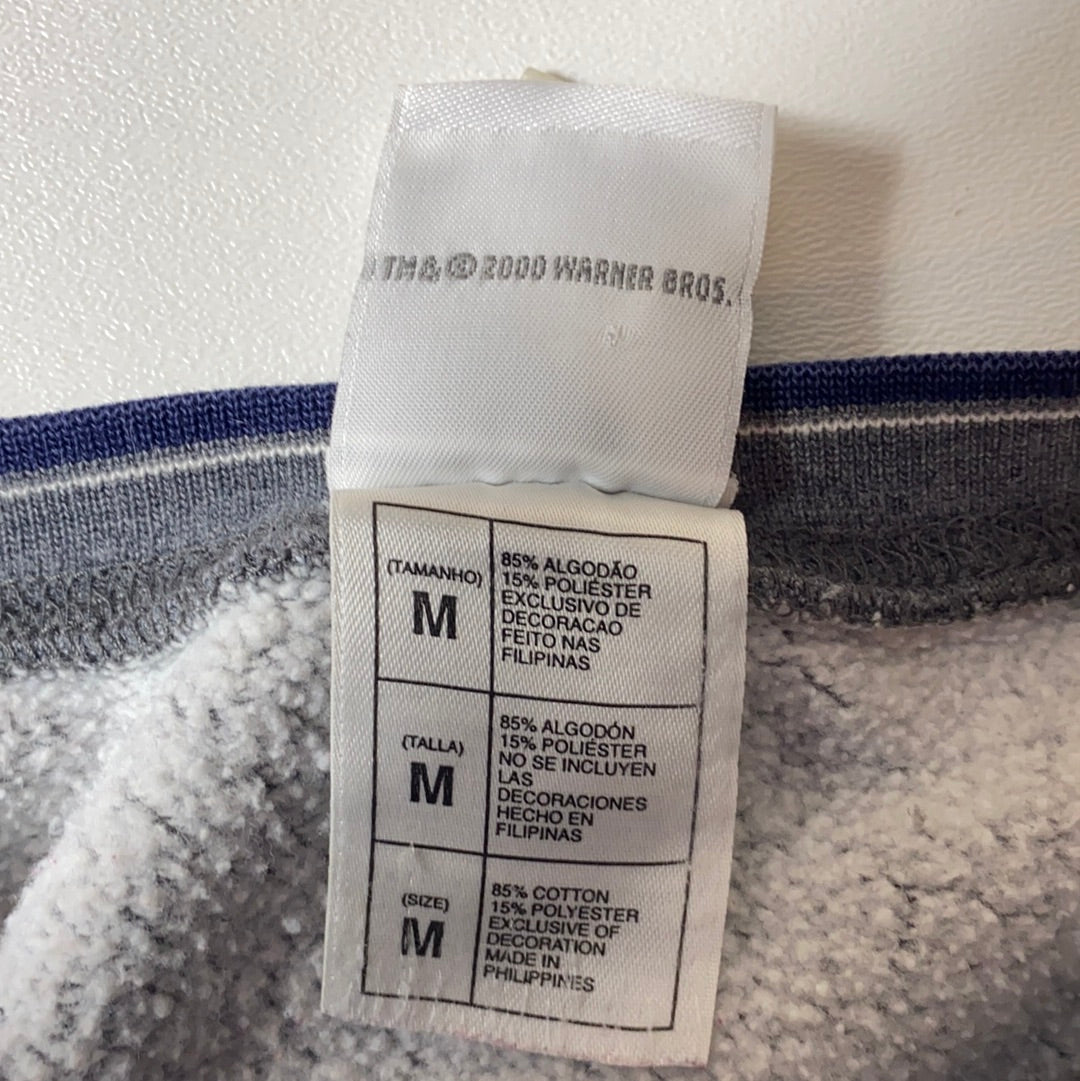 TM& © 2000 WARNER BROS.
(TAMANHO)
M
85% ALGODÃO
15% POLIÉSTER
EXCLUSIVO DE
DECORACAO
FEITO NAS
FILIPINAS
(TALLA)
M
85% ALGODÓN
15% POLIÉSTER
NO SE INCLUYEN
LAS
DECORACIONES
HECHO EN
FILIPINAS
(SIZE)
M
85% COTTON
15% POLYESTER
EXCLUSIVE OF
DECORATION
MADE IN
PHILIPPINES